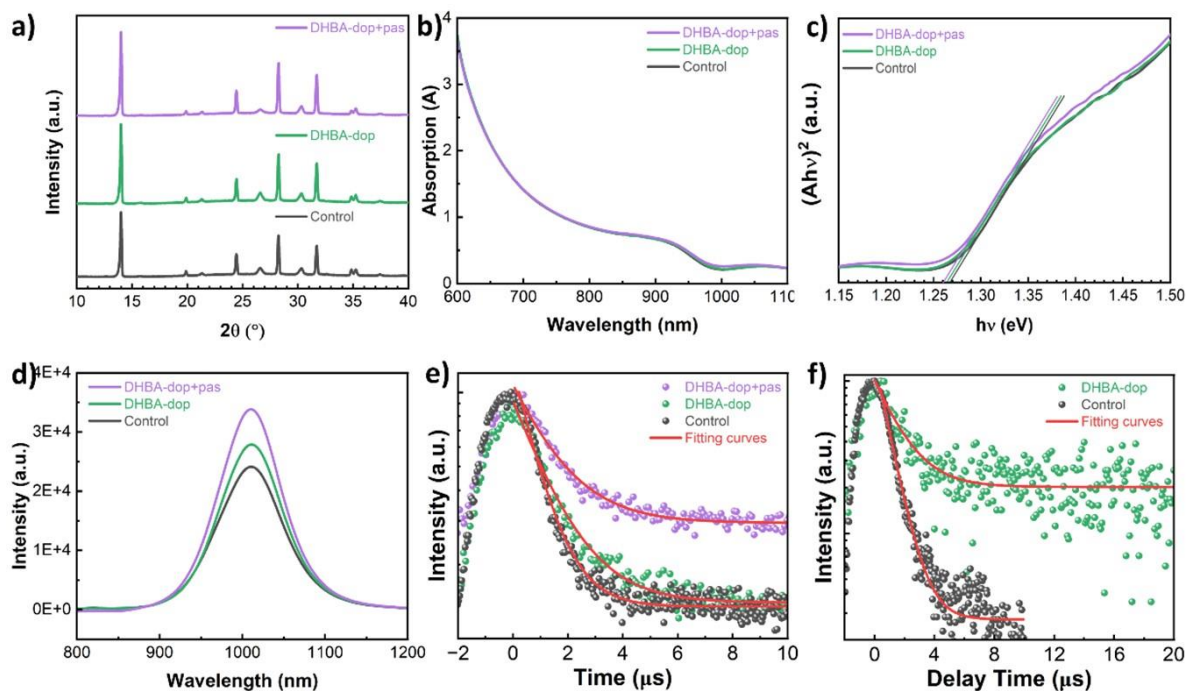 a)
Intensity (a.u.)
DHBA-dop+pas
DHBA-dop
Control
10 15 20 25 30 35 40
2θ (°)
b)
Absorption (A)
4
3
2
1
0
DHBA-dop+pas
DHBA-dop
Control
600 700 800 900 1000 110
Wavelength (nm)
c)
(Ahν)² (a.u.)
DHBA-dop+pas
DHBA-dop
Control
1.15 1.20 1.25 1.30 1.35 1.40 1.45 1.50
hν (eV)
d)
Intensity (a.u.)
4E+4
3E+4
2E+4
1E+4
0E+0
DHBA-dop+pas
DHBA-dop
Control
800 900 1000 1100 1200
Wavelength (nm)
e)
Intensity (a.u.)
DHBA-dop+pas
DHBA-dop
Control
Fitting curves
−2 0 2 4 6 8 10
Time (μs)
f)
Intensity (a.u.)
DHBA-dop
Control
Fitting curves
0 4 8 12 16 20
Delay Time (μs)